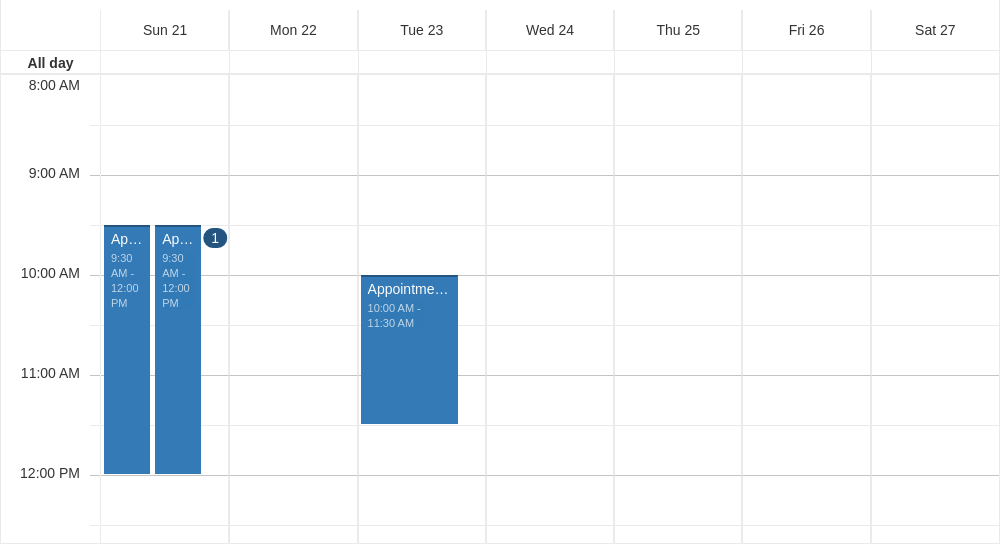 Sun 21
Mon 22
Tue 23
Wed 24
Thu 25
Fri 26
Sat 27
All day
8:00 AM
9:00 AM
10:00 AM
11:00 AM
12:00 PM
Ap…
9:30
AM -
12:00
PM
Ap…
9:30
AM -
12:00
PM
1
Appointme…
10:00 AM -
11:30 AM